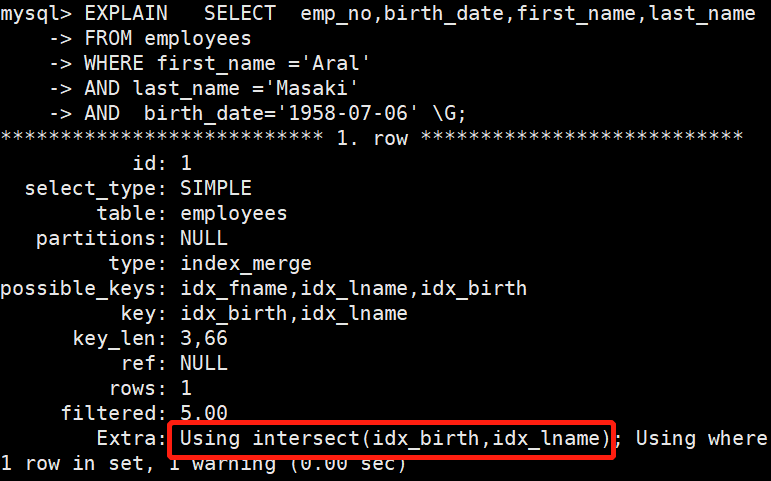 mysql> EXPLAIN   SELECT  emp_no,birth_date,first_name,last_name
    -> FROM employees
    -> WHERE first_name ='Aral'
    -> AND last_name ='Masaki'
    -> AND  birth_date='1958-07-06' \G;
*************************** 1. row ***************************
           id: 1
  select_type: SIMPLE
        table: employees
   partitions: NULL
         type: index_merge
possible_keys: idx_fname,idx_lname,idx_birth
          key: idx_birth,idx_lname
      key_len: 3,66
          ref: NULL
         rows: 1
     filtered: 5.00
        Extra: Using intersect(idx_birth,idx_lname); Using where
1 row in set, 1 warning (0.00 sec)